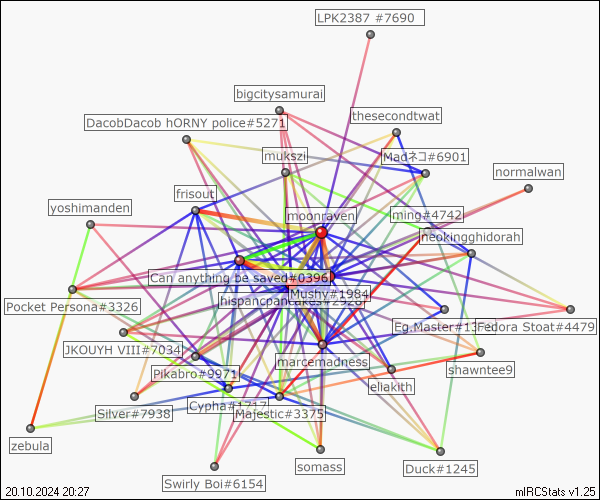 LPK2387 #7690
bigcitysamurai
thesecondtwat
DacobDacob hORNY police#5271
mukszi
Madネコ#6901
normalwan
frisout
yoshimanden
moonraven
ming#4742
neokingghidorah
Can anything be saved#0396
Mushy#1984
Pocket Persona#3326
Eg.Master#13
Fedora Stoat#4479
JKOUYH VIII#7034
marcemadness
Pikabro#9971
eliakith
shawntee9
Silver#7938
Cypha#1717
Majestic#3375
zebula
somass
Duck#1245
Swirly Boi#6154
20.10.2024 20:27
mIRCStats v1.25